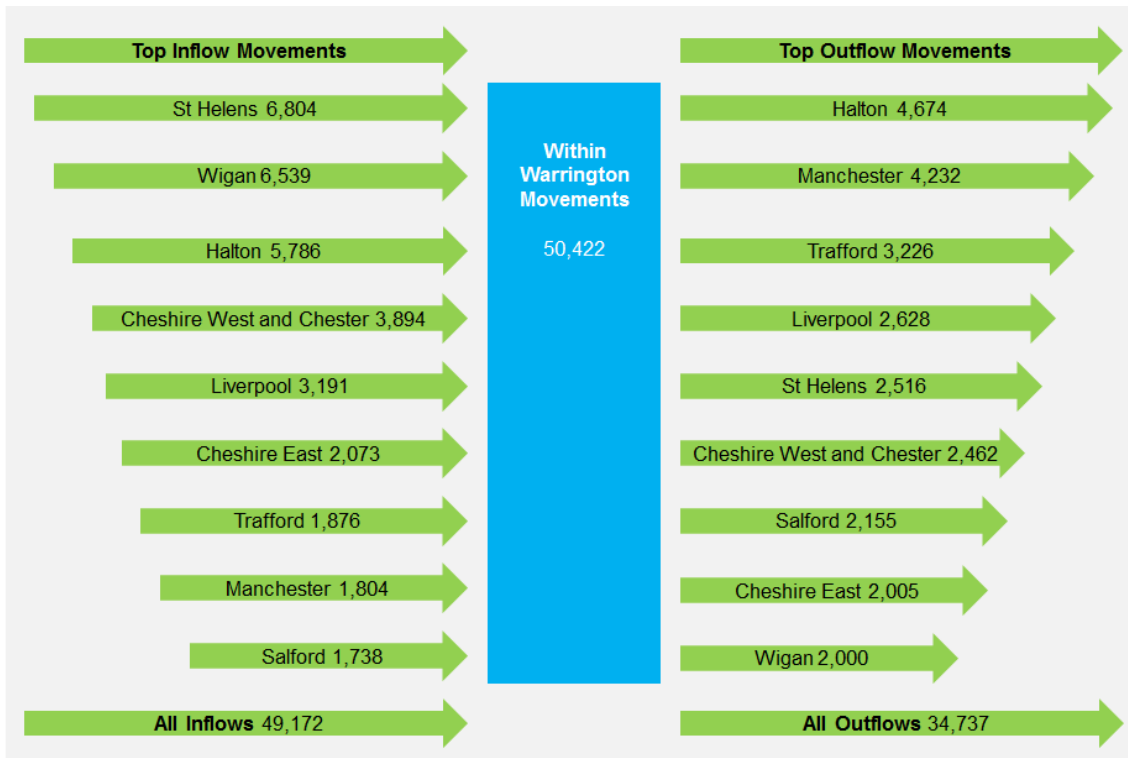 Top Inflow Movements
St Helens 6,804
Wigan 6,539
Halton 5,786
Cheshire West and Chester 3,894
Liverpool 3,191
Cheshire East 2,073
Trafford 1,876
Manchester 1,804
Salford 1,738
All Inflows 49,172
Within
Warrington
Movements
50,422
Top Outflow Movements
Halton 4,674
Manchester 4,232
Trafford 3,226
Liverpool 2,628
St Helens 2,516
Cheshire West and Chester 2,462
Salford 2,155
Cheshire East 2,005
Wigan 2,000
All Outflows 34,737